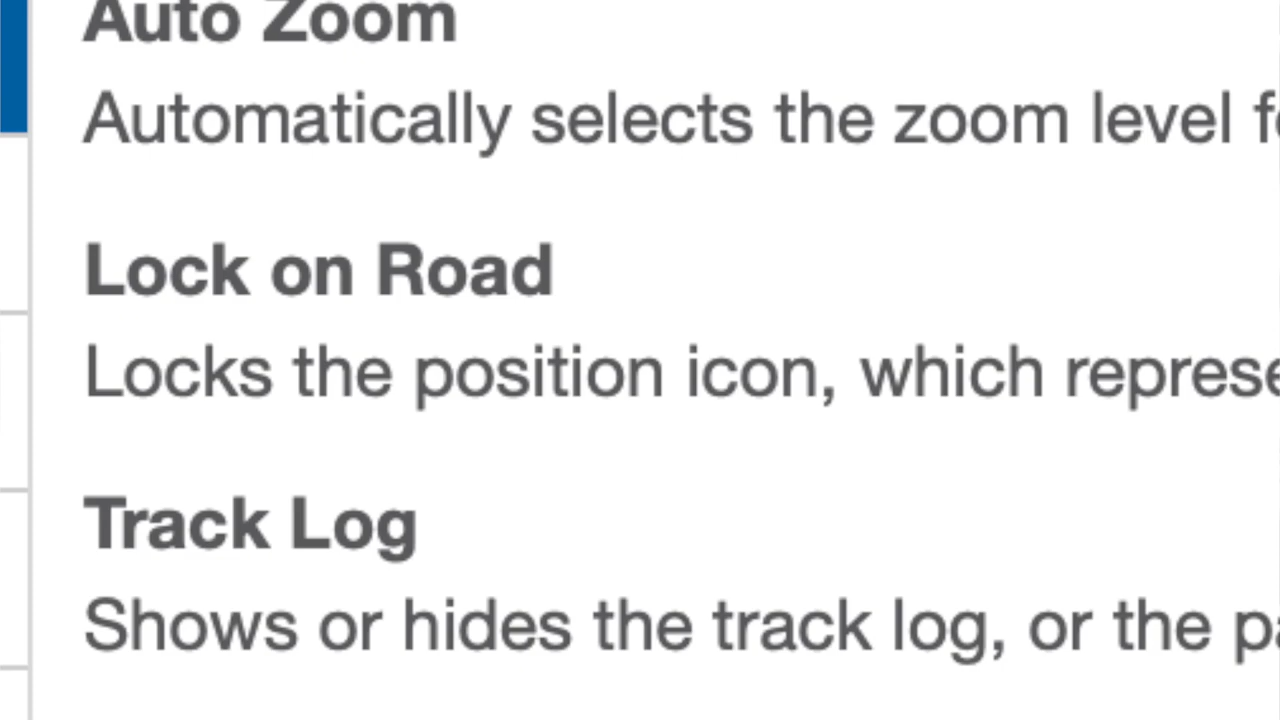 Auto Zoom
Automatically selects the zoom level
Lock on Road
Locks the position icon, which
Track Log
Shows or hides the track log, or the